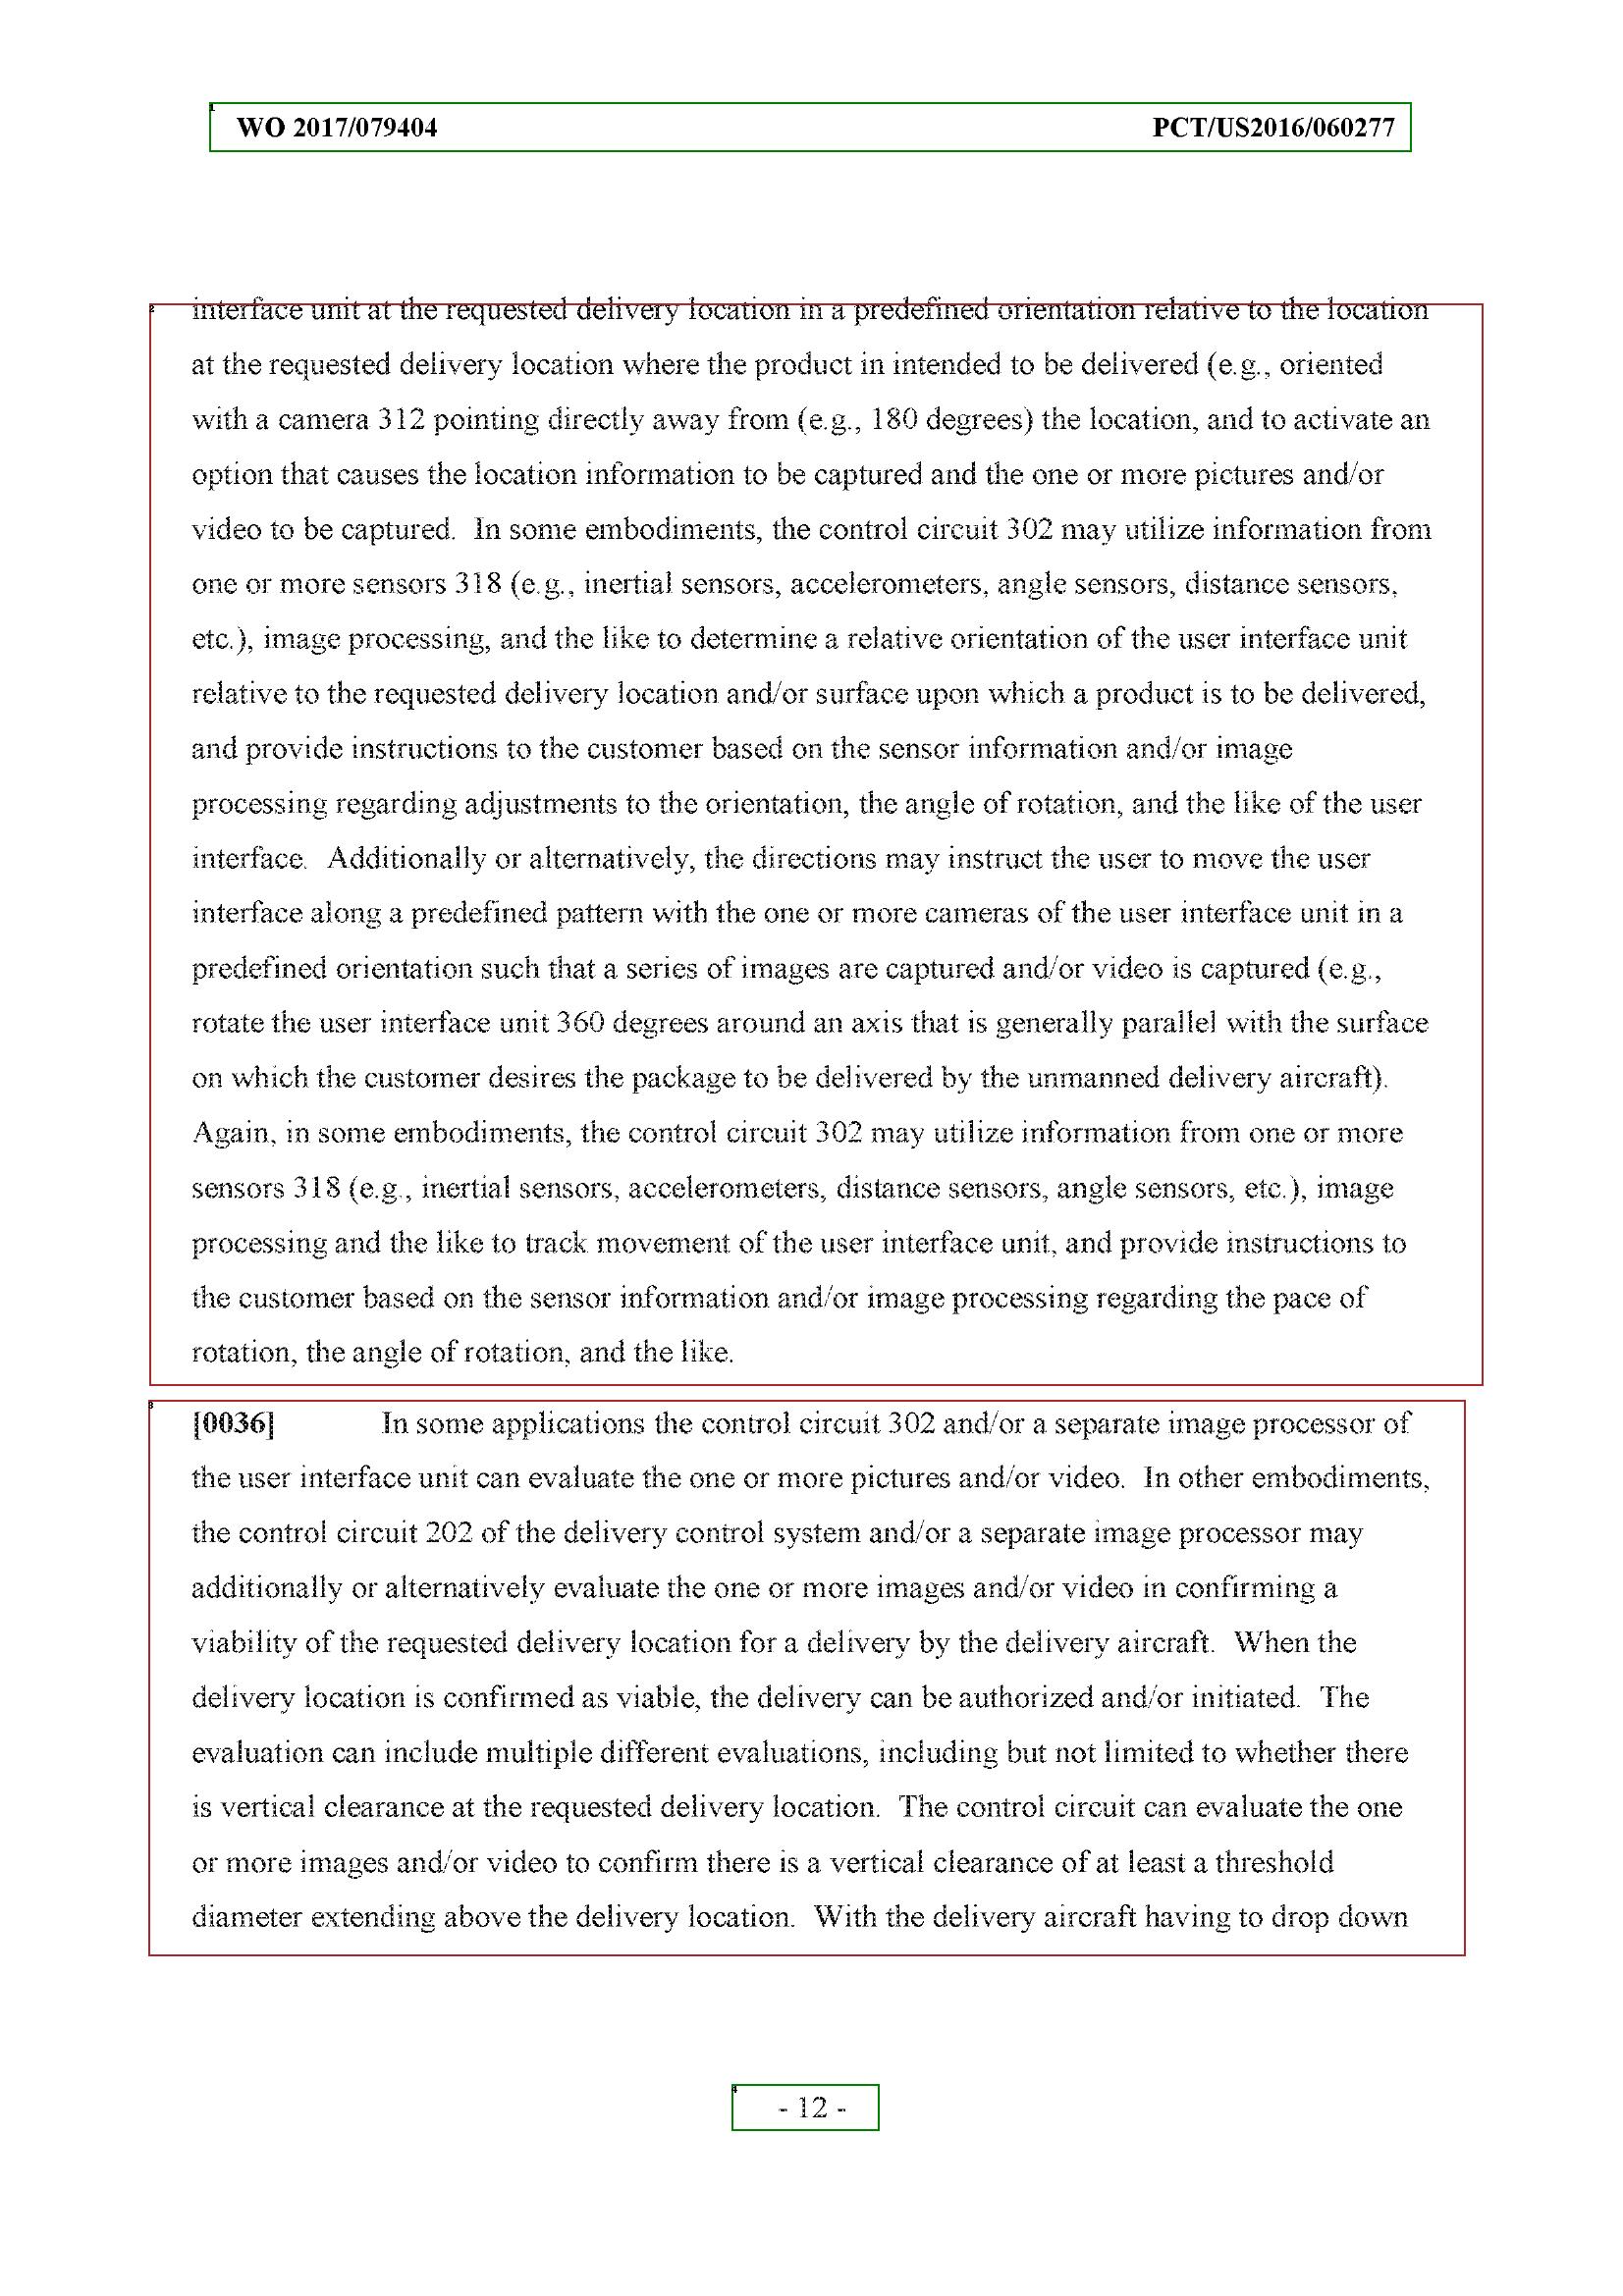 WO 2017/079404 PCT/US2016/060277
interface unit at the requested delivery location in a predefined orientation relative to the location
at the requested delivery location where the product in intended to be delivered (e.g., oriented
with a camera 312 pointing directly away from (e.g., 180 degrees) the location, and to activate an
option that causes the location information to be captured and the one or more pictures and/or
video to be captured. In some embodiments, the control circuit 302 may utilize information from
one or more sensors 318 (e.g., inertial sensors, accelerometers, angle sensors, distance sensors,
etc.), image processing, and the like to determine a relative orientation of the user interface unit
relative to the requested delivery location and/or surface upon which a product is to be delivered,
and provide instructions to the customer based on the sensor information and/or image
processing regarding adjustments to the orientation, the angle of rotation, and the like of the user
interface. Additionally or alternatively, the directions may instruct the user to move the user
interface along a predefined pattern with the one or more cameras of the user interface unit in a
predefined orientation such that a series of images are captured and/or video is captured (e.g.,
rotate the user interface unit 360 degrees around an axis that is generally parallel with the surface
on which the customer desires the package to be delivered by the unmanned delivery aircraft).
Again, in some embodiments, the control circuit 302 may utilize information from one or more
sensors 318 (e.g., inertial sensors, accelerometers, distance sensors, angle sensors, etc.), image
processing and the like to track movement of the user interface unit, and provide instructions to
the customer based on the sensor information and/or image processing regarding the pace of
rotation, the angle of rotation, and the like.
[0036] In some applications the control circuit 302 and/or a separate image processor of
the user interface unit can evaluate the one or more pictures and/or video. In other embodiments,
the control circuit 202 of the delivery control system and/or a separate image processor may
additionally or alternatively evaluate the one or more images and/or video in confirming a
viability of the requested delivery location for a delivery by the delivery aircraft. When the
delivery location is confirmed as viable, the delivery can be authorized and/or initiated. The
evaluation can include multiple different evaluations, including but not limited to whether there
is vertical clearance at the requested delivery location. The control circuit can evaluate the one
or more images and/or video to confirm there is a vertical clearance of at least a threshold
diameter extending above the delivery location. With the delivery aircraft having to drop down
- 12 -